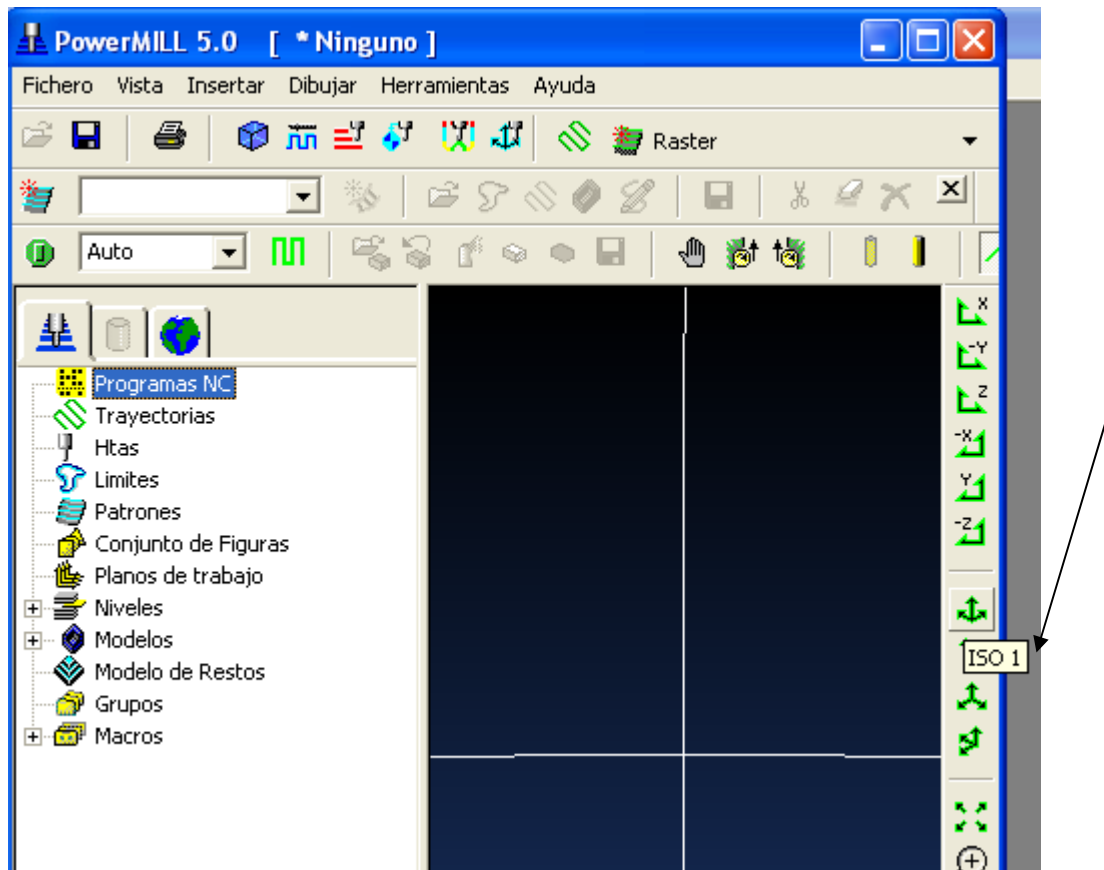 PowerMILL 5.0 [ * Ninguno ]
Fichero Vista Insertar Dibujar Herramientas Ayuda
Raster
Auto
Programas NC
Trayectorias
Htas
Limites
Patrones
Conjunto de Figuras
Planos de trabajo
Niveles
Modelos
Modelo de Restos
Grupos
Macros
X
-Y
Z
-X
Y
-Z
ISO 1